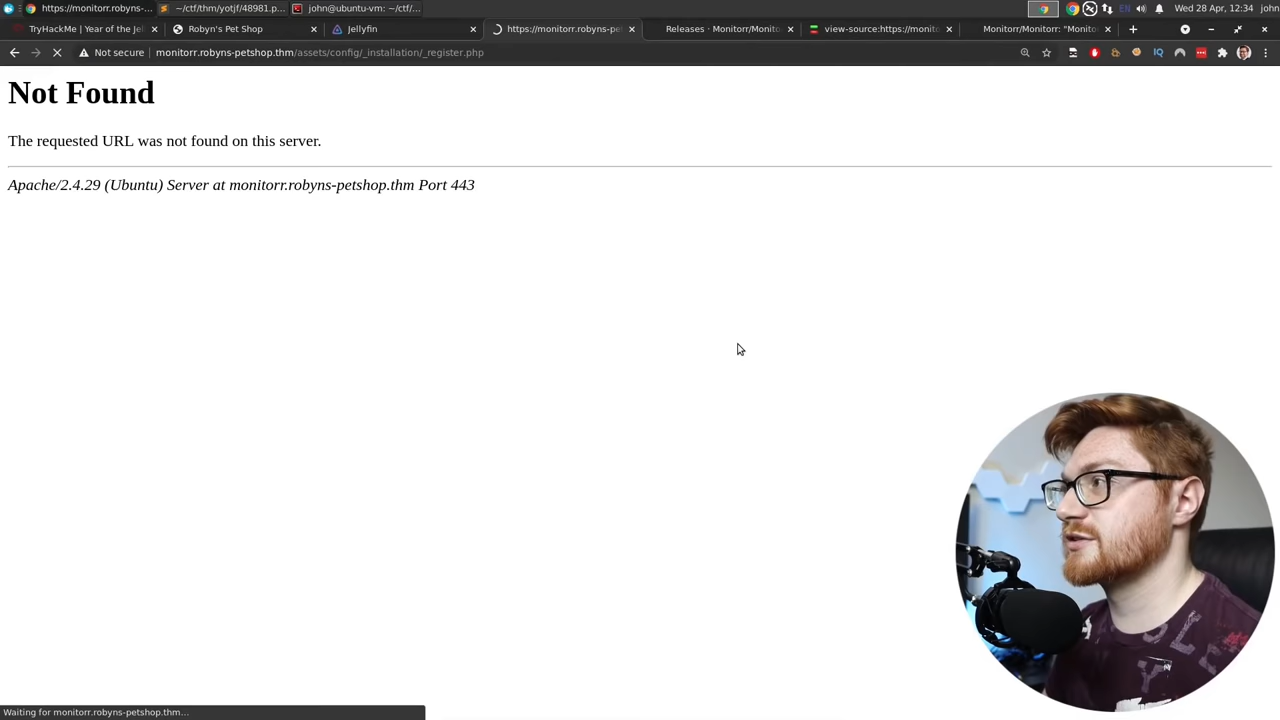 https://monitorr.robyns-...
~/ctf/thm/yotjf/48981.p...
john@ubuntu-vm: ~/ctf/...
EN
Wed 28 Apr, 12:34 john
TryHackMe | Year of the Jel
Robyn's Pet Shop
Jellyfin
https://monitorr.robyns-pet
Releases · Monitorr/Monito
view-source:https://monito
Monitorr/Monitorr: "Monito
Not secure
monitorr.robyns-petshop.thm/assets/config/_installation/_register.php
IQ
Not Found
The requested URL was not found on this server.
Apache/2.4.29 (Ubuntu) Server at monitorr.robyns-petshop.thm Port 443
Waiting for monitorr.robyns-petshop.thm...